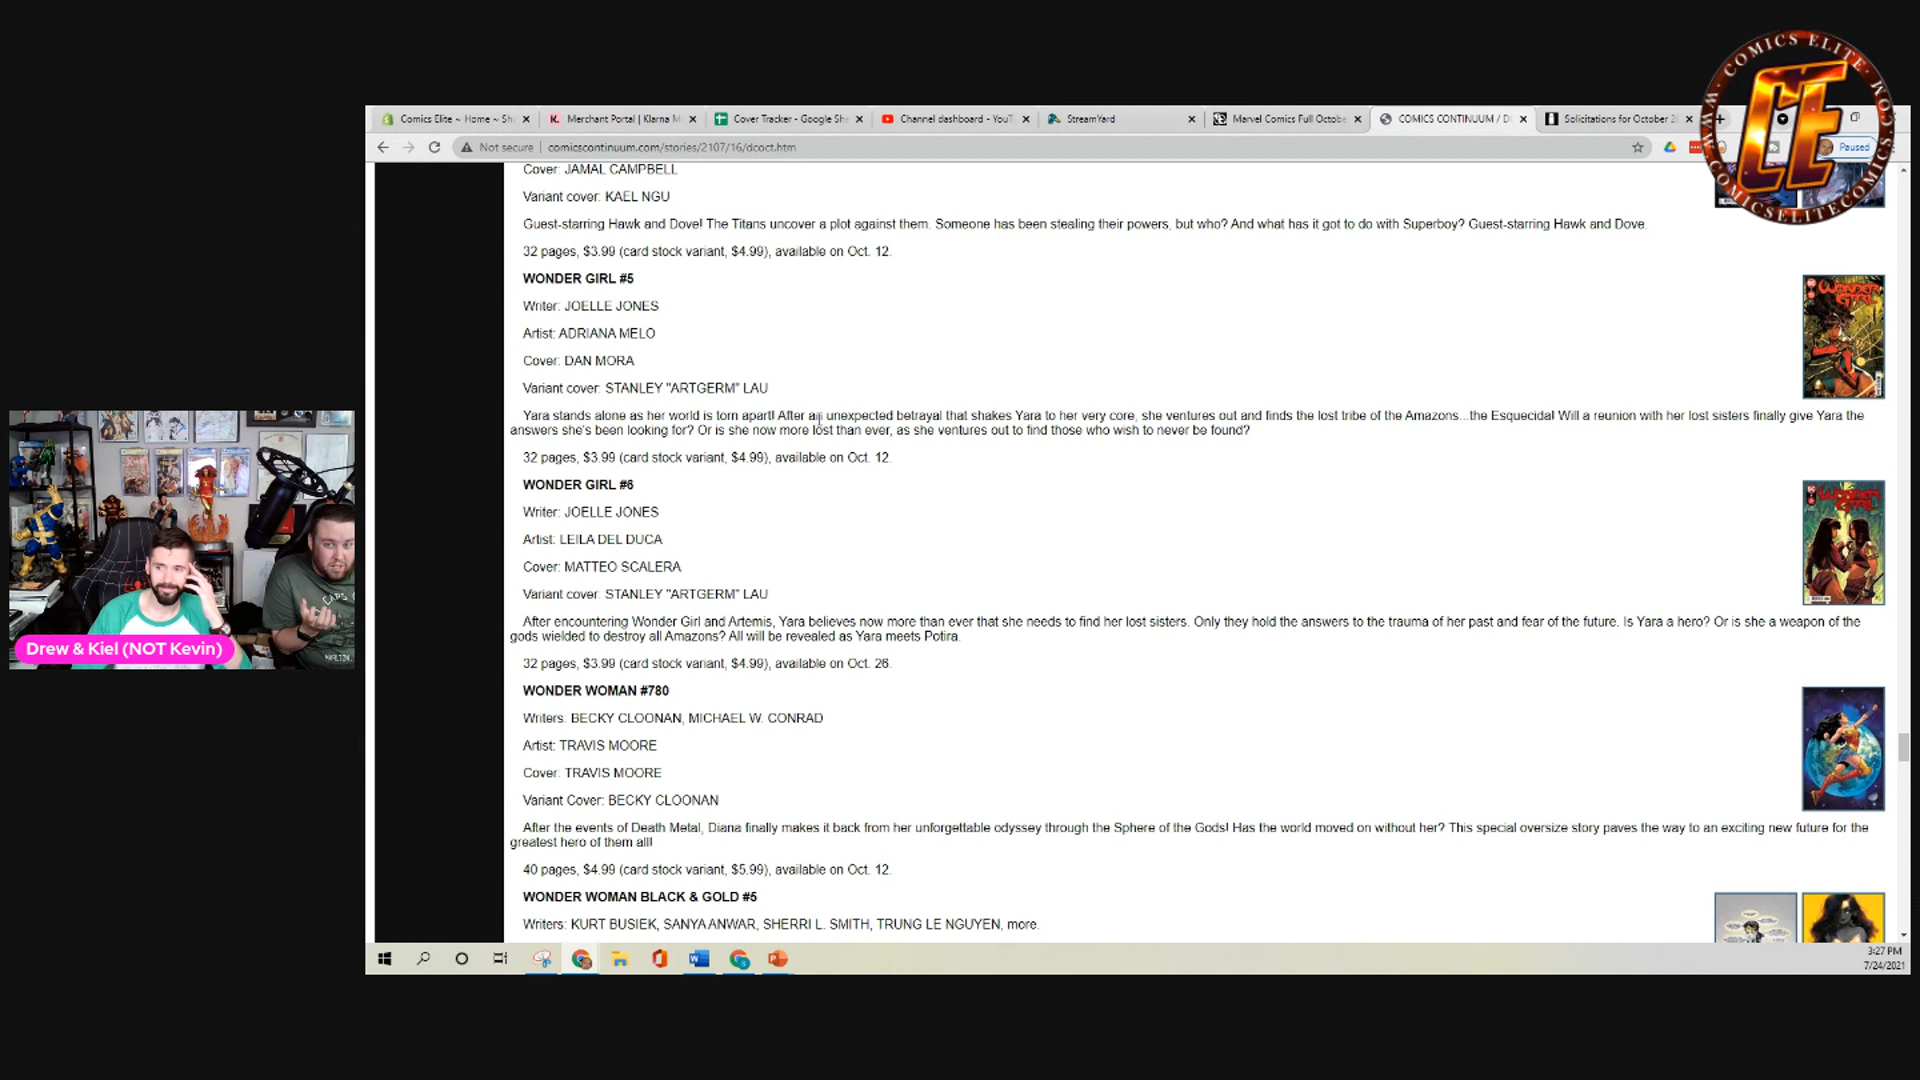 Comics Elite ~ Home ~ Sh
Merchant Portal | Klarna M
Cover Tracker - Google She
Channel dashboard - YouT
StreamYard
Marvel Comics Full Octobe
COMICS CONTINUUM / D
Solicitations for October 2
Not secure
comicscontinuum.com/stories/2107/16/dcoct.htm
Paused
COMICS ELITE
CE
WWW.COMICSELITECOMICS.COM
Cover: JAMAL CAMPBELL
Variant cover: KAEL NGU
Guest-starring Hawk and Dove! The Titans uncover a plot against them. Someone has been stealing their powers, but who? And what has it got to do with Superboy? Guest-starring Hawk and Dove.
32 pages, $3.99 (card stock variant, $4.99), available on Oct. 12.
WONDER GIRL #5
Writer: JOELLE JONES
Artist: ADRIANA MELO
Cover: DAN MORA
Variant cover: STANLEY "ARTGERM" LAU
Yara stands alone as her world is torn apart! After an unexpected betrayal that shakes Yara to her very core, she ventures out and finds the lost tribe of the Amazons...the Esquecida! Will a reunion with her lost sisters finally give Yara the
answers she's been looking for? Or is she now more lost than ever, as she ventures out to find those who wish to never be found?
32 pages, $3.99 (card stock variant, $4.99), available on Oct. 12.
WONDER GIRL #6
Writer: JOELLE JONES
Artist: LEILA DEL DUCA
Cover: MATTEO SCALERA
Variant cover: STANLEY "ARTGERM" LAU
After encountering Wonder Girl and Artemis, Yara believes now more than ever that she needs to find her lost sisters. Only they hold the answers to the trauma of her past and fear of the future. Is Yara a hero? Or is she a weapon of the
gods wielded to destroy all Amazons? All will be revealed as Yara meets Potira.
32 pages, $3.99 (card stock variant, $4.99), available on Oct. 26.
WONDER WOMAN #780
Writers: BECKY CLOONAN, MICHAEL W. CONRAD
Artist: TRAVIS MOORE
Cover: TRAVIS MOORE
Variant Cover: BECKY CLOONAN
After the events of Death Metal, Diana finally makes it back from her unforgettable odyssey through the Sphere of the Gods! Has the world moved on without her? This special oversize story paves the way to an exciting new future for the
greatest hero of them all!
40 pages, $4.99 (card stock variant, $5.99), available on Oct. 12.
WONDER WOMAN BLACK & GOLD #5
Writers: KURT BUSIEK, SANYA ANWAR, SHERRI L. SMITH, TRUNG LE NGUYEN, more.
WONDER
GIRL
WONDER
GIRL
Drew & Kiel (NOT Kevin)
3:27 PM
7/24/2021